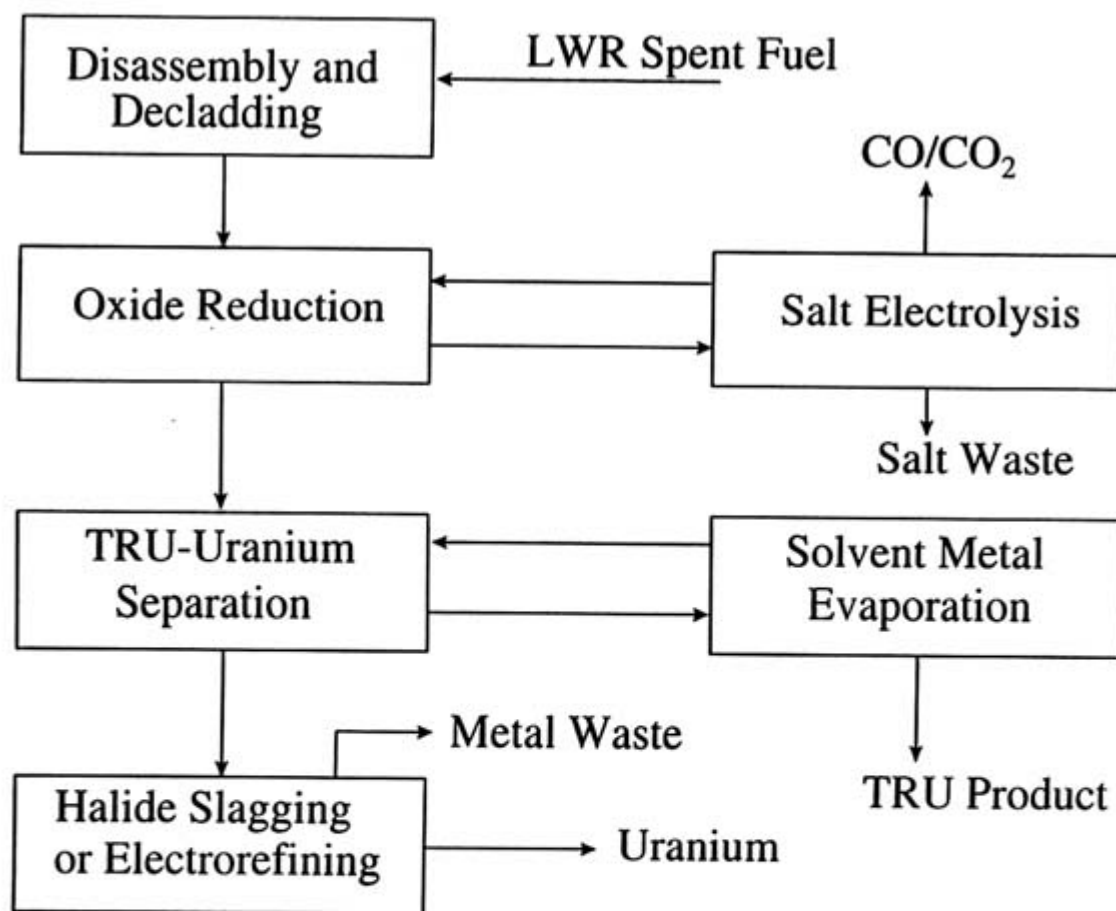 Disassembly and
Decladding
LWR Spent Fuel
CO/CO₂
Oxide Reduction
Salt Electrolysis
Salt Waste
TRU-Uranium
Separation
Solvent Metal
Evaporation
Metal Waste
TRU Product
Halide Slagging
or Electrorefining
Uranium